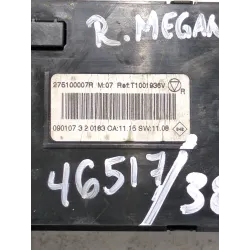 R. MEGAN
275100007R M:07 Ref:T1001936V
R
090107 3 2 0183 CA:11.15 SW:11.08
46517/38